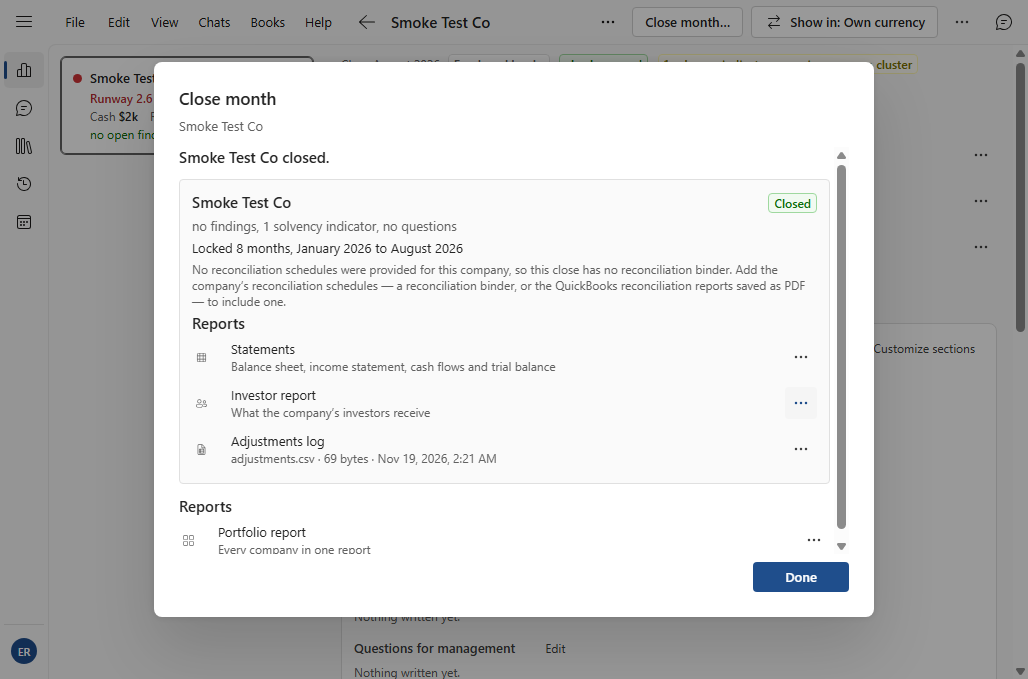 File Edit View Chats Books Help Smoke Test Co Close month... Show in: Own currency
cluster
Smoke Test
Runway 2.6
Cash $2k
no open find
Customize sections
Close month
Smoke Test Co
Smoke Test Co closed.
Smoke Test Co
Closed
no findings, 1 solvency indicator, no questions
Locked 8 months, January 2026 to August 2026
No reconciliation schedules were provided for this company, so this close has no reconciliation binder. Add the
company’s reconciliation schedules — a reconciliation binder, or the QuickBooks reconciliation reports saved as PDF
— to include one.
Reports
Statements
Balance sheet, income statement, cash flows and trial balance
Investor report
What the company’s investors receive
Adjustments log
adjustments.csv · 69 bytes · Nov 19, 2026, 2:21 AM
Reports
Portfolio report
Every company in one report
Done
Nothing written yet.
Questions for management Edit
Nothing written yet.
ER